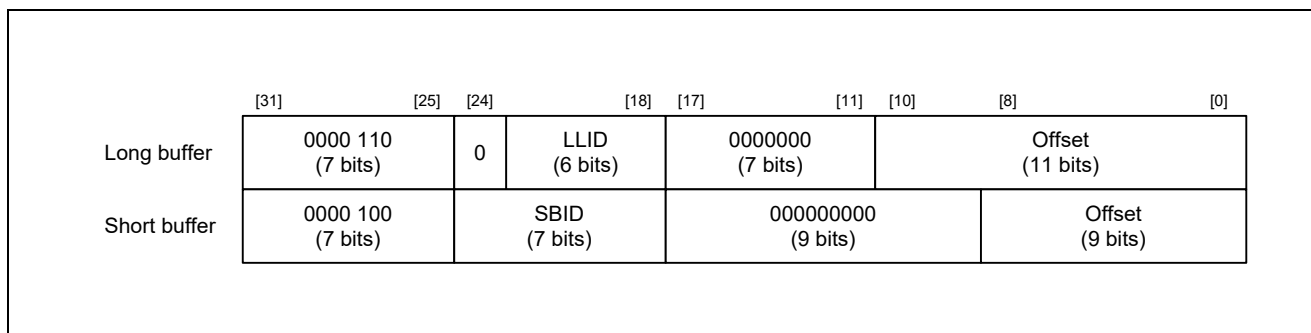 [31] [25] [24] [18] [17] [11] [10] [8] [0]
Long buffer 0000 110 0 LLID 0000000 Offset
(7 bits) (6 bits) (7 bits) (11 bits)
Short buffer 0000 100 SBID 000000000 Offset
(7 bits) (7 bits) (9 bits) (9 bits)